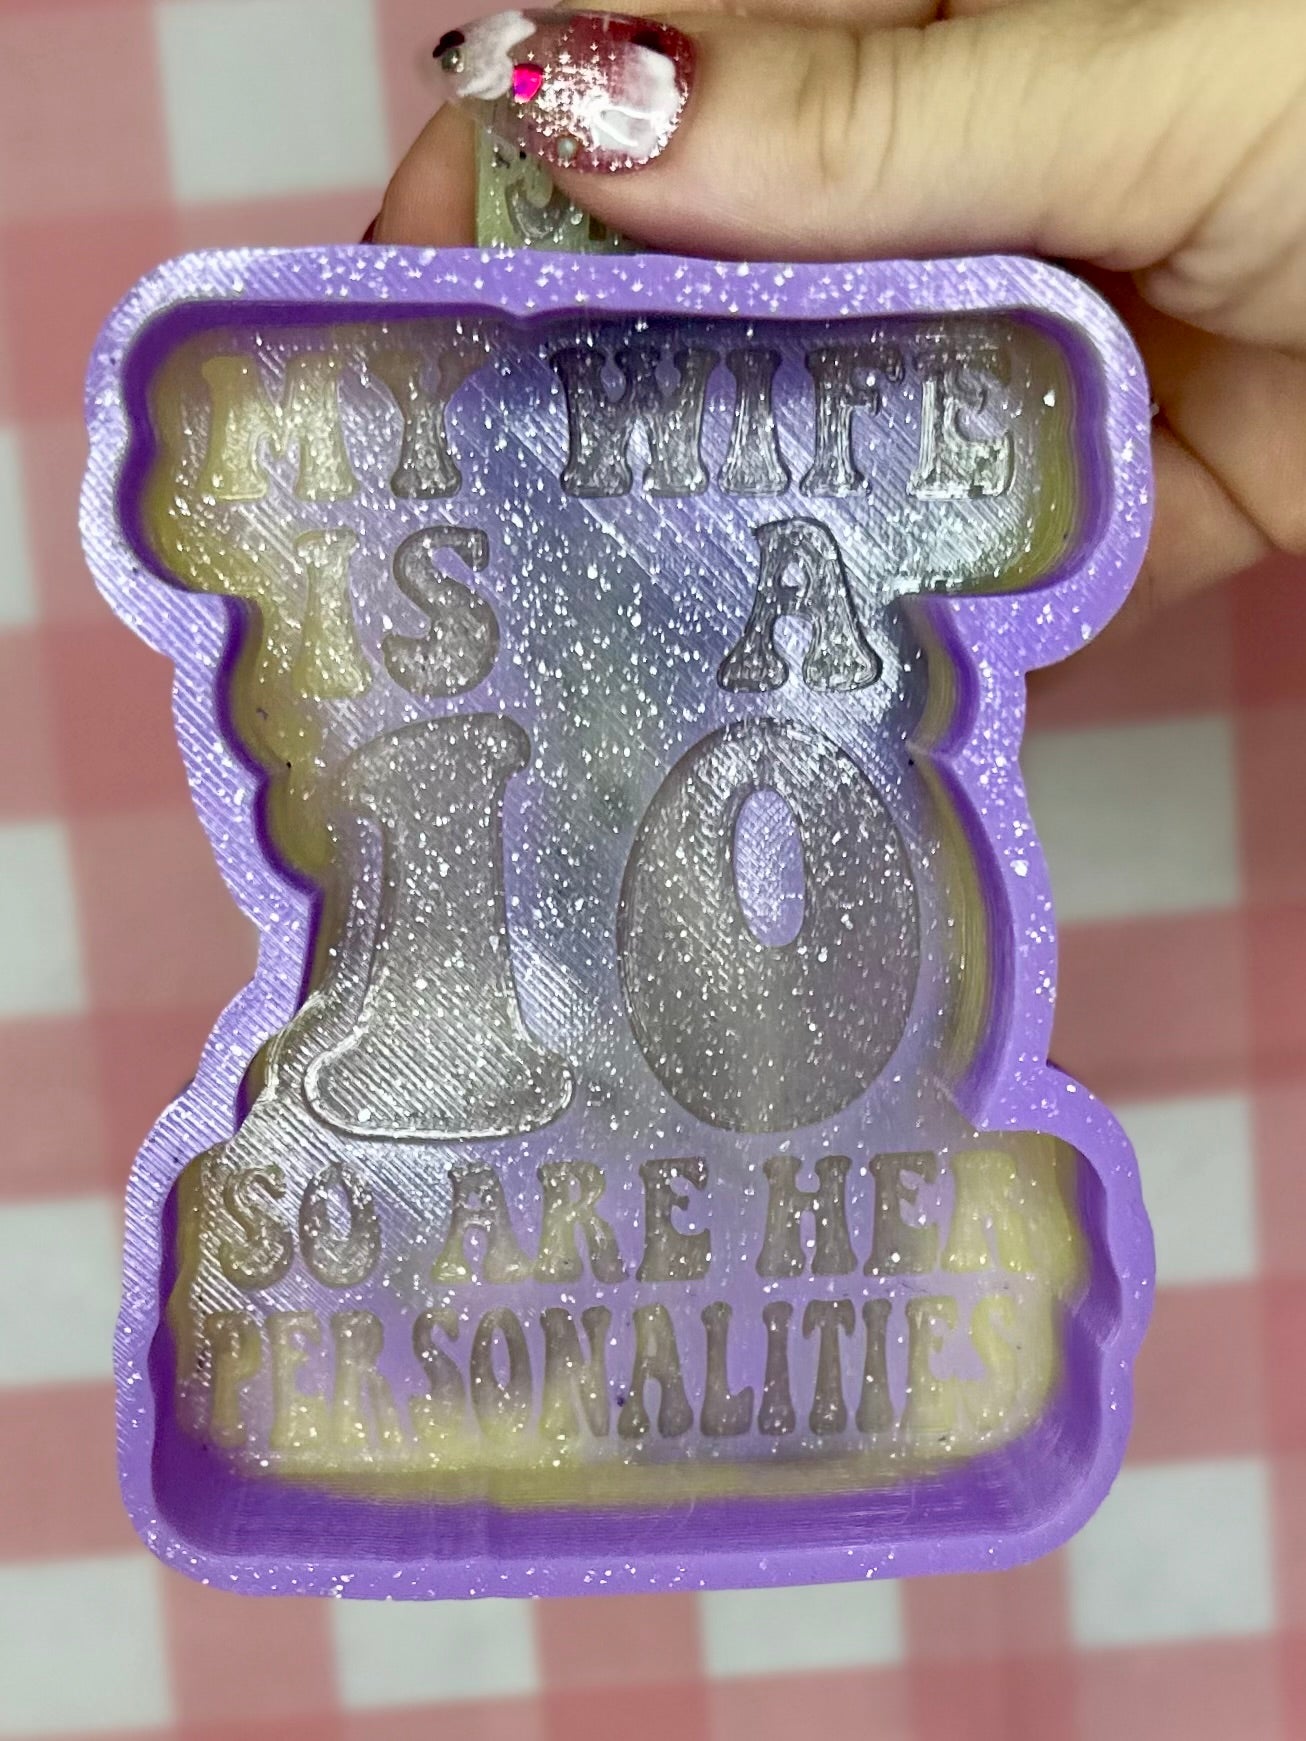 MY WIFE
IS A
10
SO ARE HER
PERSONALITIES